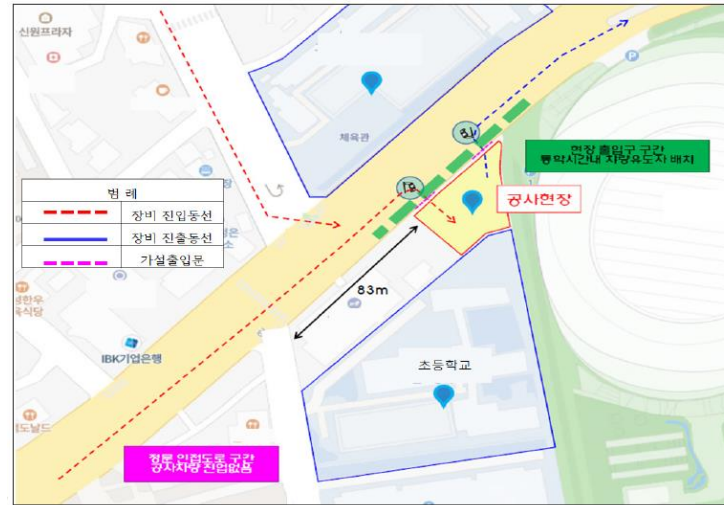 신원프라자
체육관
현장 출입구 구간
통학시간내 차량유도자 배치
범 례
장비 진입동선
장비 진출동선
가설출입문
공사현장
83m
IBK기업은행
초등학교
정문 인접도로 구간
공사차량 진입없음